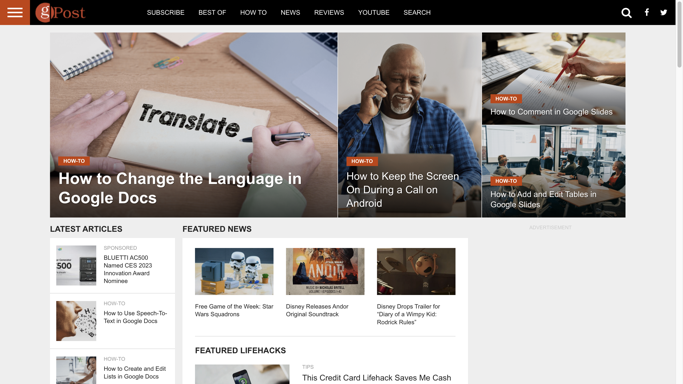 gPost
SUBSCRIBE
BEST OF
HOW TO
NEWS
REVIEWS
YOUTUBE
SEARCH
Translate
HOW-TO
How to Change the Language in
Google Docs
HOW-TO
How to Keep the Screen
On During a Call on
Android
HOW-TO
How to Comment in Google Slides
HOW-TO
How to Add and Edit Tables in
Google Slides
LATEST ARTICLES
SPONSORED
BLUETTI AC500
Named CES 2023
Innovation Award
Nominee
HOW-TO
How to Use Speech-To-
Text in Google Docs
HOW-TO
How to Create and Edit
Lists in Google Docs
FEATURED NEWS
ANDOR
Free Game of the Week: Star
Wars Squadrons
Disney Releases Andor
Original Soundtrack
Disney Drops Trailer for
“Diary of a Wimpy Kid:
Rodrick Rules”
FEATURED LIFEHACKS
TIPS
This Credit Card Lifehack Saves Me Cash
ADVERTISEMENT